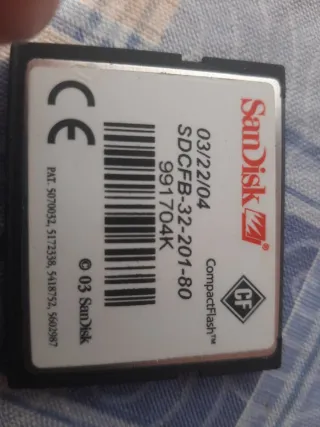 SanDisk
CF
CompactFlash™
03/22/04
SDCFB-32-201-80
991704K
CE
© 03 SanDisk
PAT. 5070032, 5172338, 5418752, 5602987